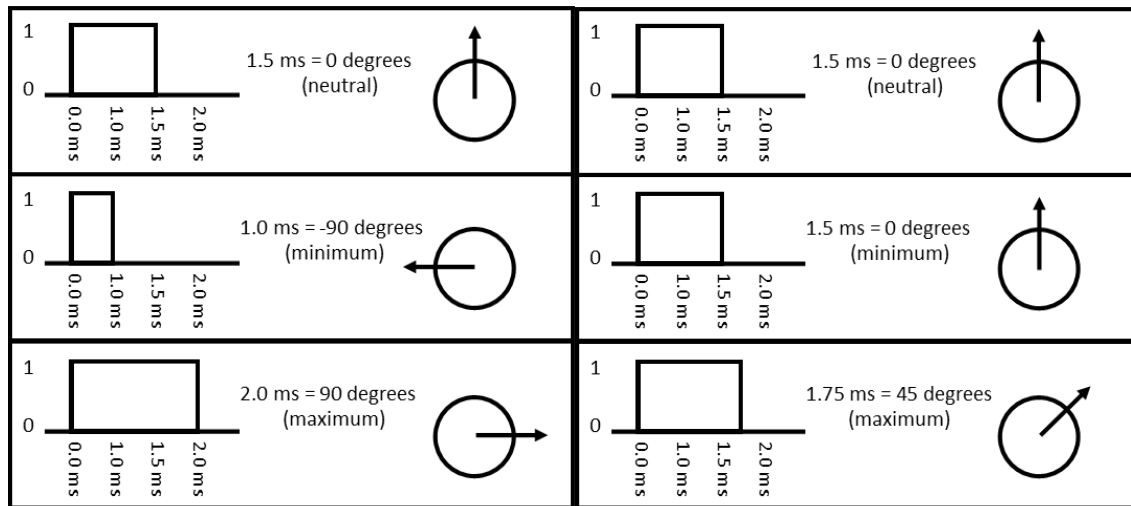 1
0
0.0 ms
1.0 ms
1.5 ms
2.0 ms
1.5 ms = 0 degrees
(neutral)
1
0
0.0 ms
1.0 ms
1.5 ms
2.0 ms
1.5 ms = 0 degrees
(neutral)
1
0
0.0 ms
1.0 ms
1.5 ms
2.0 ms
1.0 ms = -90 degrees
(minimum)
1
0
0.0 ms
1.0 ms
1.5 ms
2.0 ms
1.5 ms = 0 degrees
(minimum)
1
0
0.0 ms
1.0 ms
1.5 ms
2.0 ms
2.0 ms = 90 degrees
(maximum)
1
0
0.0 ms
1.0 ms
1.5 ms
2.0 ms
1.75 ms = 45 degrees
(maximum)